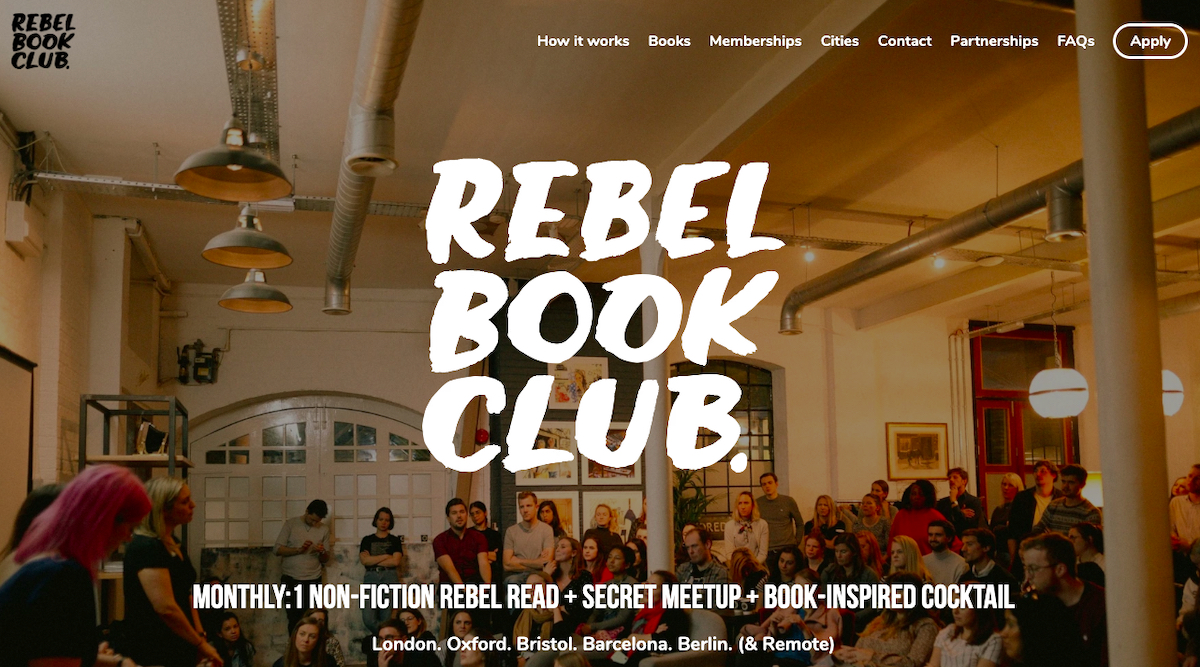 REBEL
BOOK
CLUB.
How it works Books Memberships Cities Contact Partnerships FAQs Apply
REBEL
BOOK
CLUB.
MONTHLY: 1 NON-FICTION REBEL READ + SECRET MEETUP + BOOK-INSPIRED COCKTAIL
London. Oxford. Bristol. Barcelona. Berlin. (& Remote)